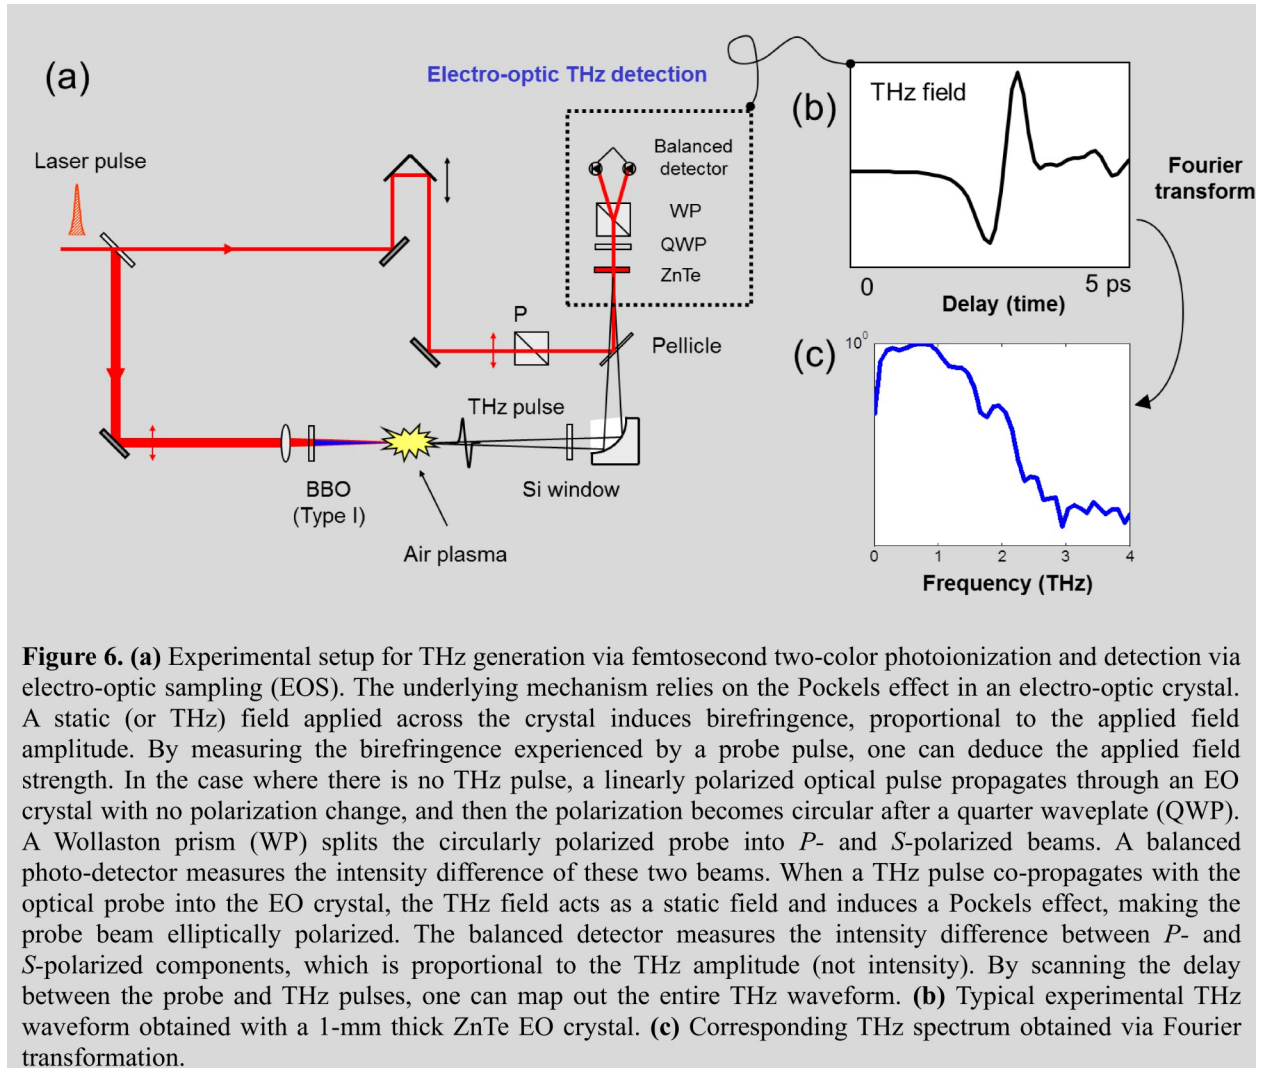 (a)
Electro-optic THz detection
Laser pulse
Balanced
detector
WP
QWP
ZnTe
P
Pellicle
THz pulse
BBO
(Type I)
Si window
Air plasma
(b)
THz field
0
5 ps
Delay (time)
Fourier
transform
(c)
10⁰
0 1 2 3 4
Frequency (THz)
Figure 6. (a) Experimental setup for THz generation via femtosecond two-color photoionization and detection via
electro-optic sampling (EOS). The underlying mechanism relies on the Pockels effect in an electro-optic crystal.
A static (or THz) field applied across the crystal induces birefringence, proportional to the applied field
amplitude. By measuring the birefringence experienced by a probe pulse, one can deduce the applied field
strength. In the case where there is no THz pulse, a linearly polarized optical pulse propagates through an EO
crystal with no polarization change, and then the polarization becomes circular after a quarter waveplate (QWP).
A Wollaston prism (WP) splits the circularly polarized probe into P- and S-polarized beams. A balanced
photo-detector measures the intensity difference of these two beams. When a THz pulse co-propagates with the
optical probe into the EO crystal, the THz field acts as a static field and induces a Pockels effect, making the
probe beam elliptically polarized. The balanced detector measures the intensity difference between P- and
S-polarized components, which is proportional to the THz amplitude (not intensity). By scanning the delay
between the probe and THz pulses, one can map out the entire THz waveform. (b) Typical experimental THz
waveform obtained with a 1-mm thick ZnTe EO crystal. (c) Corresponding THz spectrum obtained via Fourier
transformation.